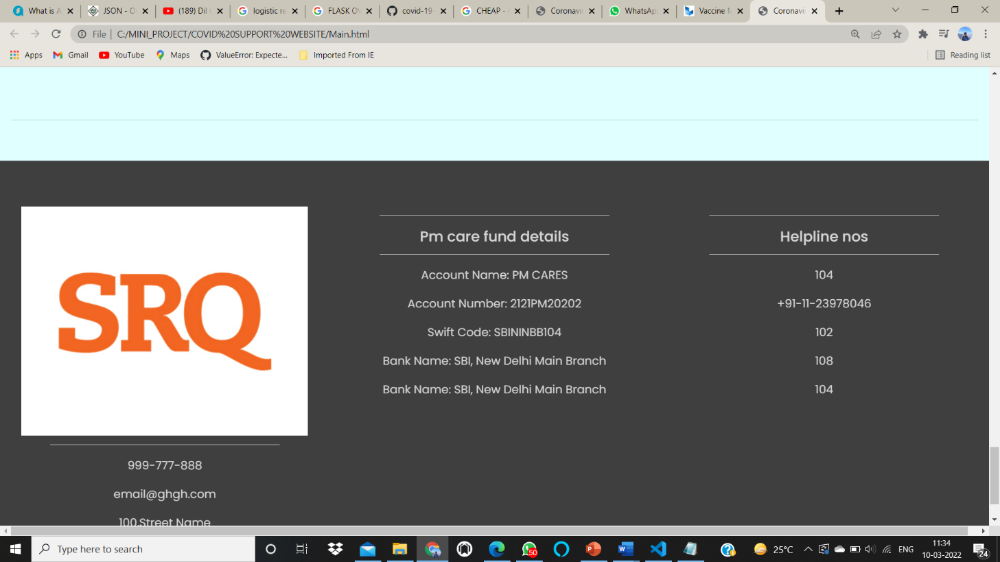 What is A
JSON - O
(189) Dil
logistic re
FLASK OV
covid-19-
CHEAP -
Coronavir
WhatsApp
Vaccine M
Coronavir
File
C:/MINI_PROJECT/COVID%20SUPPORT%20WEBSITE/Main.html
Apps
Gmail
YouTube
Maps
ValueError: Expecte...
Imported From IE
Reading list
SRQ
999-777-888
email@ghgh.com
100,Street Name
Pm care fund details
Account Name: PM CARES
Account Number: 2121PM20202
Swift Code: SBININBB104
Bank Name: SBI, New Delhi Main Branch
Bank Name: SBI, New Delhi Main Branch
Helpline nos
104
+91-11-23978046
102
108
104
Type here to search
50
25°C
ENG
11:34
10-03-2022
24